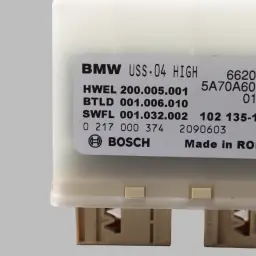 BMW USS-04 HIGH 6620
HWEL 200.005.001 5A70A60
BTLD 001.006.010 01
SWFL 001.032.002 102 135-1
0 217 000 374 2090603
BOSCH Made in RO